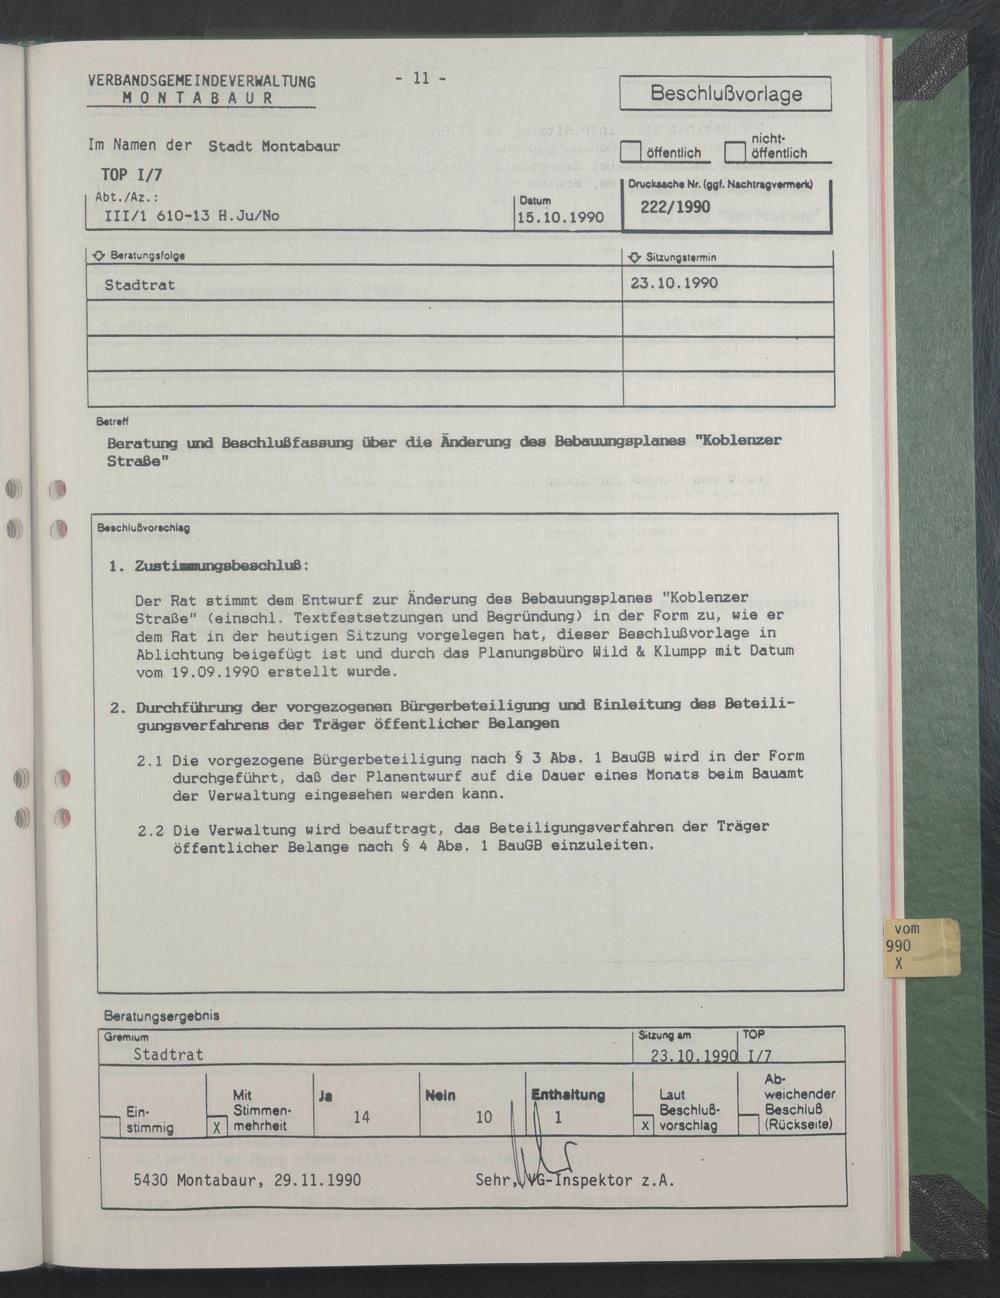 VERBANDSGEMEINDEVERWALTUNG
MONTABAUR
- 11 -
Beschlußvorlage
Im Namen der Stadt Montabaur
öffentlich
nicht-
öffentlich
TOP I/7
Abt./Az.:
III/1 610-13 H.Ju/No
Datum
15.10.1990
Drucksache Nr. (ggf. Nachtragvermerk)
222/1990
Beratungsfolge
Sitzungstermin
Stadtrat
23.10.1990
Betreff
Beratung und Beschlußfassung über die Änderung des Bebauungsplanes "Koblenzer
Straße"
Beschlußvorschlag
1. Zustimmungsbeschluß:
Der Rat stimmt dem Entwurf zur Änderung des Bebauungsplanes "Koblenzer
Straße" (einschl. Textfestsetzungen und Begründung) in der Form zu, wie er
dem Rat in der heutigen Sitzung vorgelegen hat, dieser Beschlußvorlage in
Ablichtung beigefügt ist und durch das Planungsbüro Wild & Klumpp mit Datum
vom 19.09.1990 erstellt wurde.
2. Durchführung der vorgezogenen Bürgerbeteiligung und Einleitung des Beteili-
gungsverfahrens der Träger öffentlicher Belangen
2.1 Die vorgezogene Bürgerbeteiligung nach § 3 Abs. 1 BauGB wird in der Form
durchgeführt, daß der Planentwurf auf die Dauer eines Monats beim Bauamt
der Verwaltung eingesehen werden kann.
2.2 Die Verwaltung wird beauftragt, das Beteiligungsverfahren der Träger
öffentlicher Belange nach § 4 Abs. 1 BauGB einzuleiten.
vom
990
X
Beratungsergebnis
Gremium
Stadtrat
Sitzung am
23.10.1990
TOP
I/7
Ein-
stimmig
X
Mit
Stimmen-
mehrheit
Ja
14
Nein
10
Enthaltung
1
X
Laut
Beschluß-
vorschlag
Ab-
weichender
Beschluß
(Rückseite)
5430 Montabaur, 29.11.1990
Sehr, VG-Inspektor z.A.